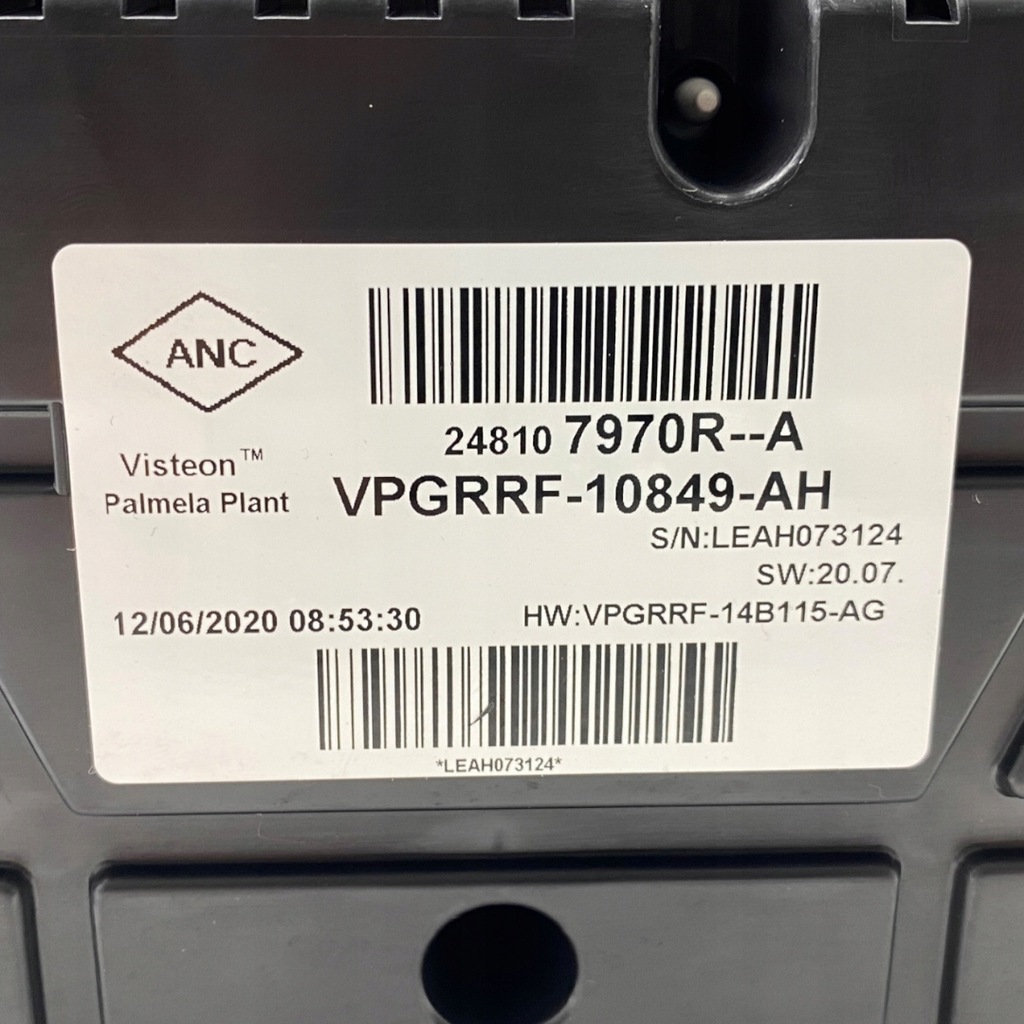 ANC
Visteon™
Palmela Plant
24810 7970R--A
VPGRRF-10849-AH
S/N:LEAH073124
SW:20.07.
12/06/2020 08:53:30
HW:VPGRRF-14B115-AG
*LEAH073124*